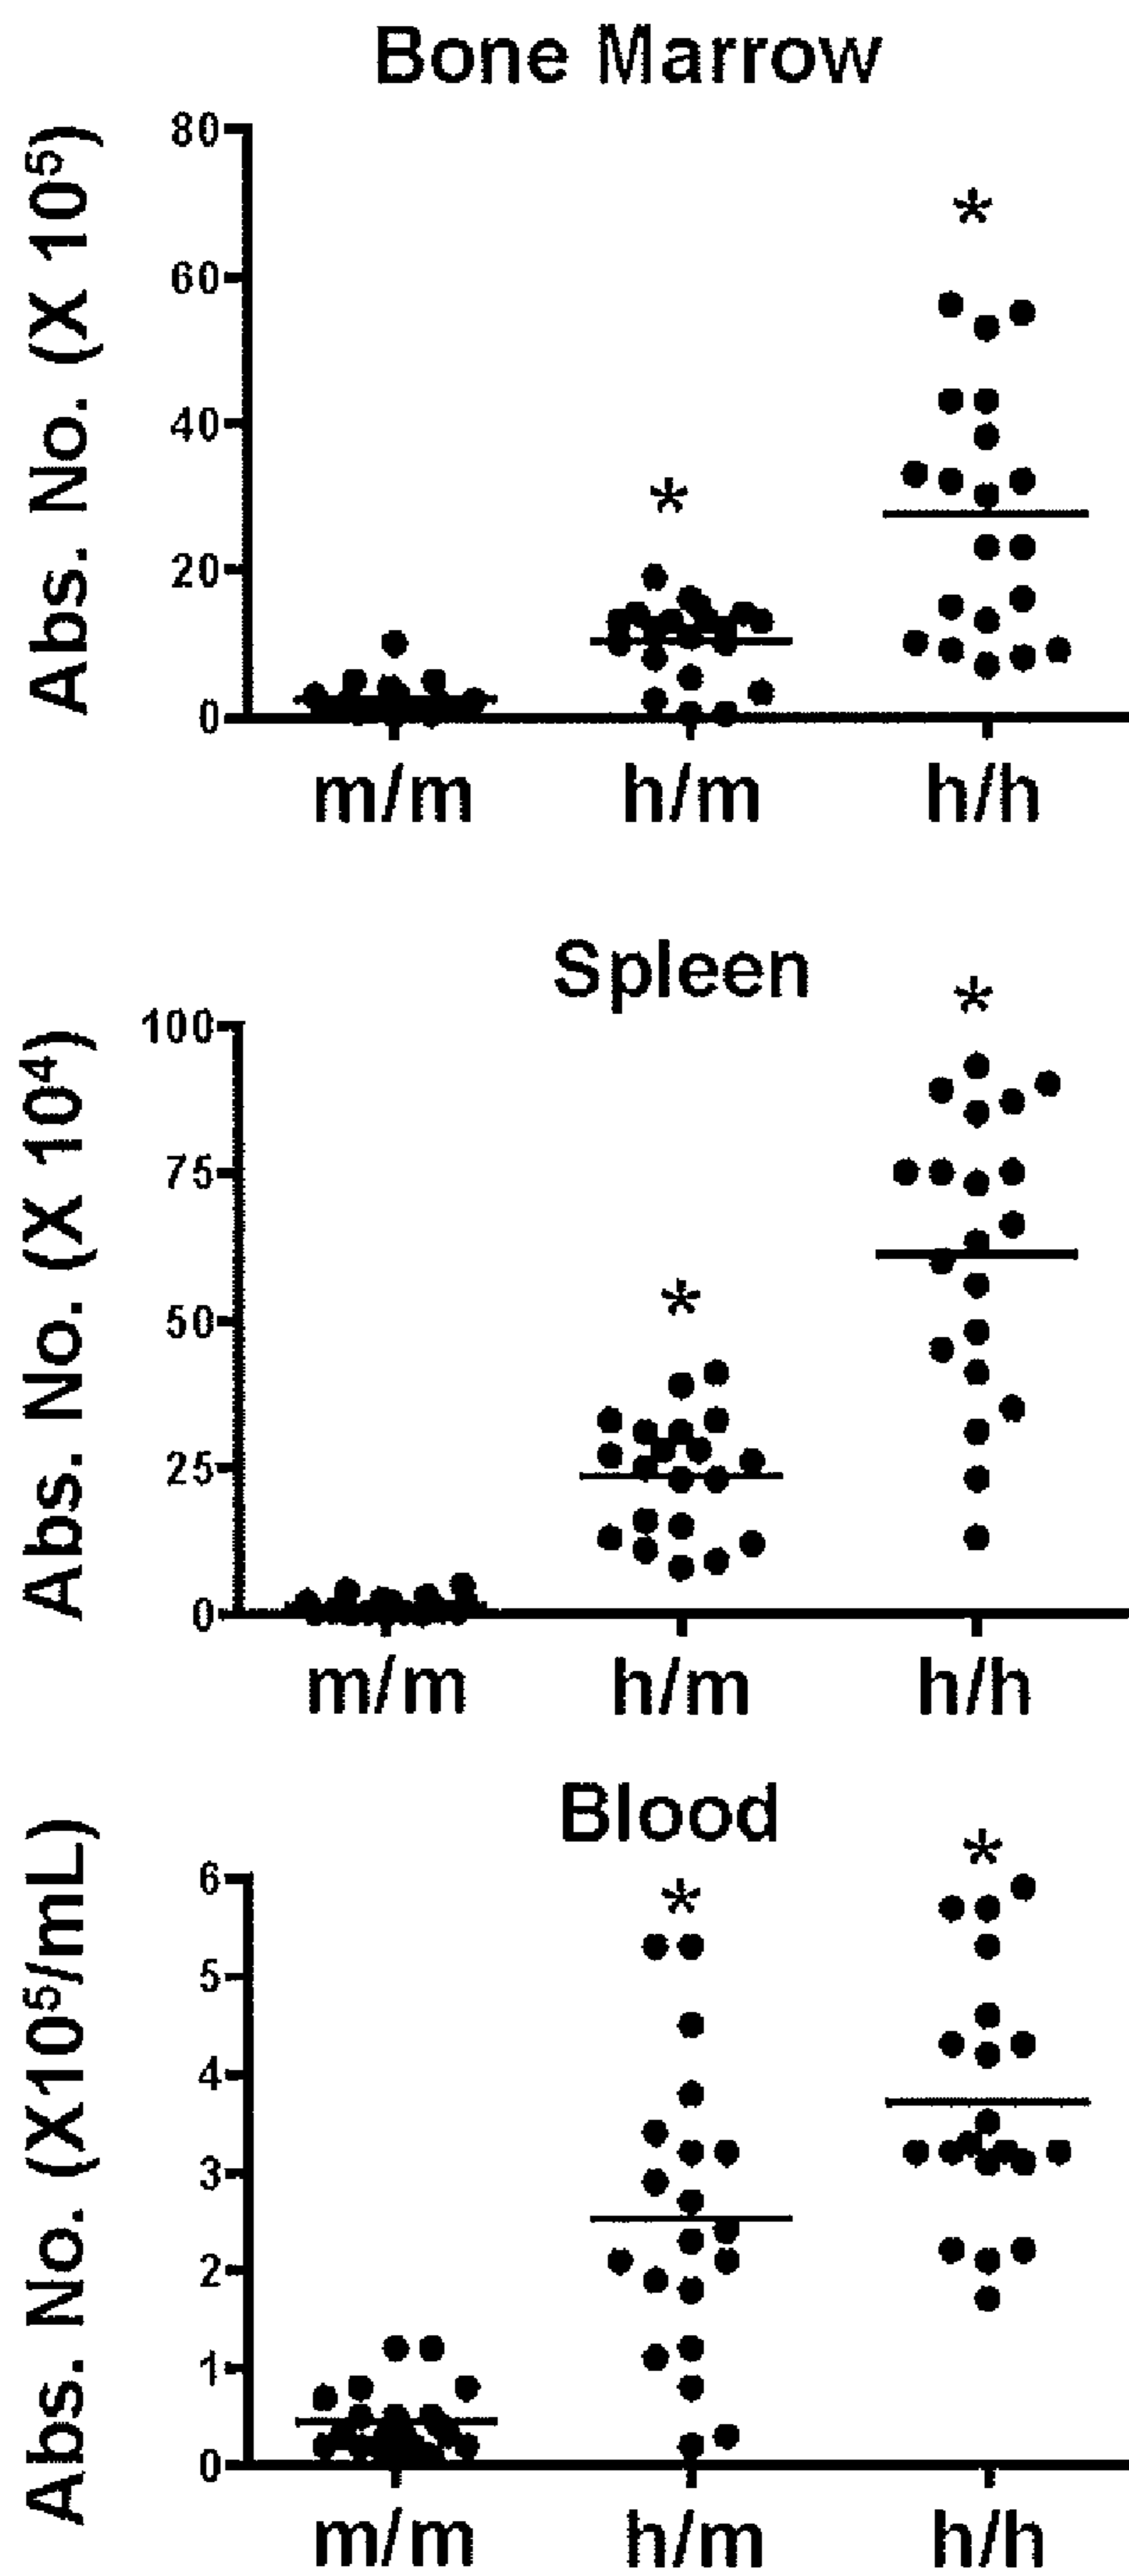 Bone Marrow
Abs. No. (X 10⁵)
80
60
40
20
0
*
*
m/m h/m h/h
Spleen
Abs. No. (X 10⁴)
100
75
50
25
0
*
*
m/m h/m h/h
Blood
Abs. No. (X10⁵/mL)
6
5
4
3
2
1
0
*
*
m/m h/m h/h